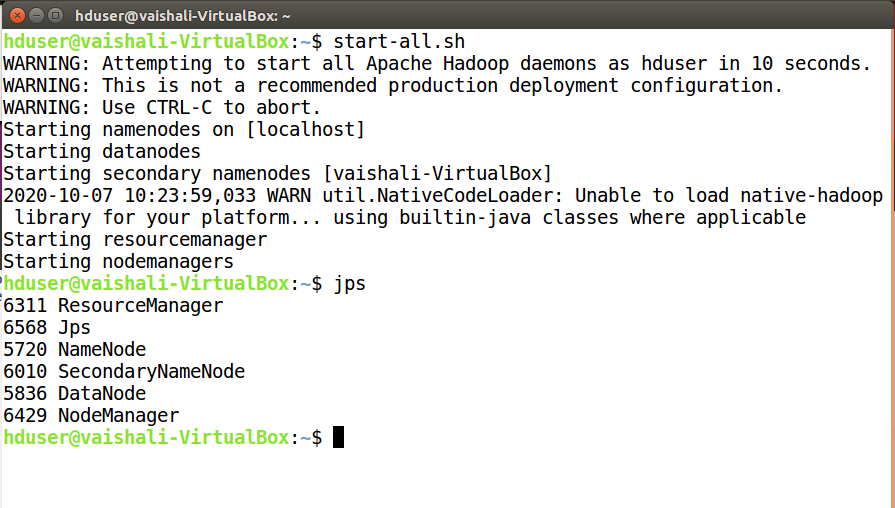 hduser@vaishali-VirtualBox: ~
hduser@vaishali-VirtualBox:~$ start-all.sh
WARNING: Attempting to start all Apache Hadoop daemons as hduser in 10 seconds.
WARNING: This is not a recommended production deployment configuration.
WARNING: Use CTRL-C to abort.
Starting namenodes on [localhost]
Starting datanodes
Starting secondary namenodes [vaishali-VirtualBox]
2020-10-07 10:23:59,033 WARN util.NativeCodeLoader: Unable to load native-hadoop
 library for your platform... using builtin-java classes where applicable
Starting resourcemanager
Starting nodemanagers
hduser@vaishali-VirtualBox:~$ jps
6311 ResourceManager
6568 Jps
5720 NameNode
6010 SecondaryNameNode
5836 DataNode
6429 NodeManager
hduser@vaishali-VirtualBox:~$